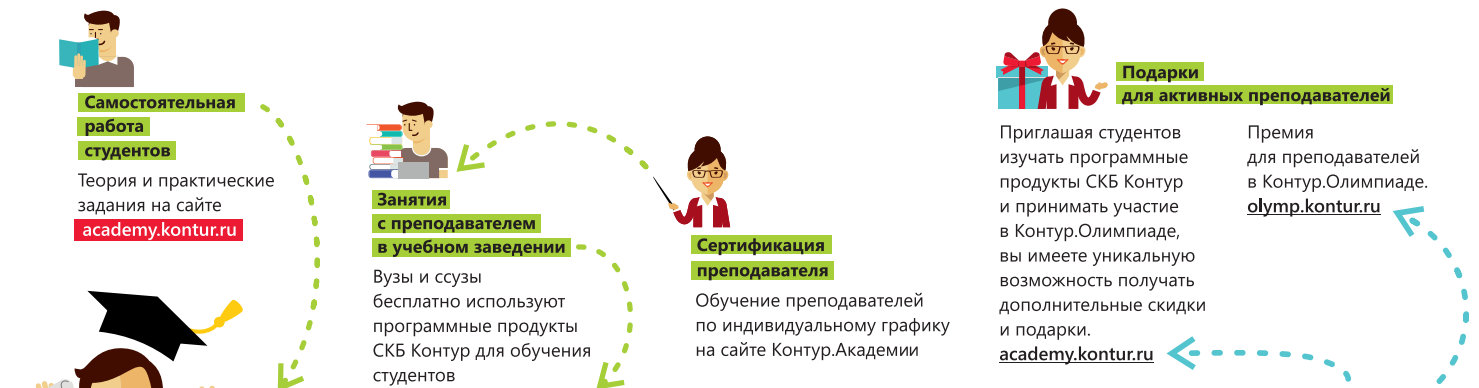 Самостоятельная
работа
студентов
Теория и практические
задания на сайте
academy.kontur.ru
Занятия
с преподавателем
в учебном заведении
Вузы и ссузы
бесплатно используют
программные продукты
СКБ Контур для обучения
студентов
Сертификация
преподавателя
Обучение преподавателей
по индивидуальному графику
на сайте Контур.Академии
Подарки
для активных преподавателей
Приглашая студентов
изучать программные
продукты СКБ Контур
и принимать участие
в Контур.Олимпиаде,
вы имеете уникальную
возможность получать
дополнительные скидки
и подарки.
academy.kontur.ru
Премия
для преподавателей
в Контур.Олимпиаде.
olymp.kontur.ru